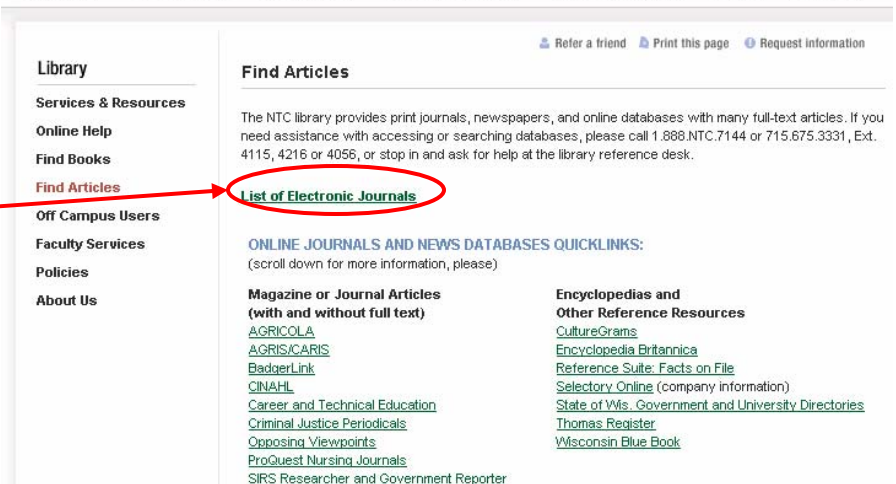 Refer a friend Print this page Request information
Library
Services & Resources
Online Help
Find Books
Find Articles
Off Campus Users
Faculty Services
Policies
About Us
Find Articles
The NTC library provides print journals, newspapers, and online databases with many full-text articles. If you
need assistance with accessing or searching databases, please call 1.888.NTC.7144 or 715.675.3331, Ext.
4115, 4216 or 4056, or stop in and ask for help at the library reference desk.
List of Electronic Journals
ONLINE JOURNALS AND NEWS DATABASES QUICKLINKS:
(scroll down for more information, please)
Magazine or Journal Articles
(with and without full text)
AGRICOLA
AGRIS/CARIS
BadgerLink
CINAHL
Career and Technical Education
Criminal Justice Periodicals
Opposing Viewpoints
ProQuest Nursing Journals
SIRS Researcher and Government Reporter
Encyclopedias and
Other Reference Resources
CultureGrams
Encyclopedia Britannica
Reference Suite: Facts on File
Selectory Online (company information)
State of Wis. Government and University Directories
Thomas Register
Wisconsin Blue Book